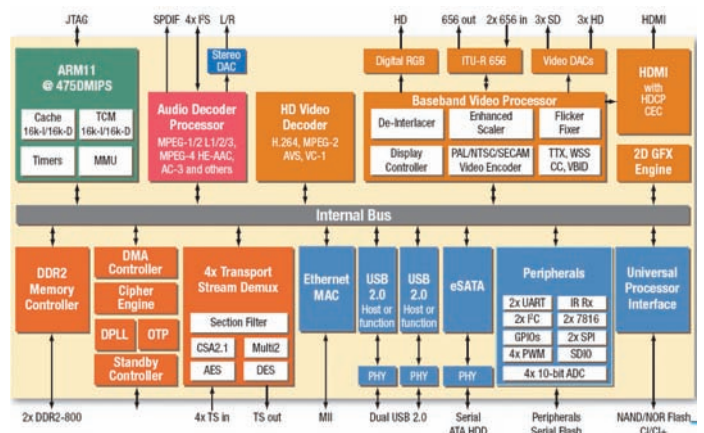 JTAG
SPDIF 4x I²S L/R
HD
656 out 2x 656 in
3x SD 3x HD
HDMI
Stereo
DAC
Digital RGB
ITU-R 656
Video DACs
ARM11
@ 475DMIPS
Cache
16k-I/16k-D
TCM
16k-I/16k-D
Timers
MMU
Audio Decoder
Processor
MPEG-1/2 L1/2/3,
MPEG-4 HE-AAC,
AC-3 and others
HD Video
Decoder
H.264, MPEG-2
AVS, VC-1
Baseband Video Processor
De-Interlacer
Enhanced
Scaler
Flicker
Fixer
Display
Controller
PAL/NTSC/SECAM
Video Encoder
TTX, WSS
CC, VBID
HDMI
with
HDCP
CEC
2D GFX
Engine
Internal Bus
DDR2
Memory
Controller
DMA
Controller
Cipher
Engine
DPLL
OTP
Standby
Controller
4x Transport
Stream Demux
Section Filter
CSA2.1
Multi2
AES
DES
Ethernet
MAC
USB
2.0
Host or
function
USB
2.0
Host or
function
eSATA
PHY
PHY
PHY
Peripherals
2x UART
IR Rx
2x I²C
2x 7816
GPIOs
2x SPI
4x PWM
SDIO
4x 10-bit ADC
Universal
Processor
Interface
2x DDR2-800
4x TS in
TS out
MII
Dual USB 2.0
Serial
ATA HDD
Peripherals
Serial Flash
NAND/NOR Flash
CI/CI+